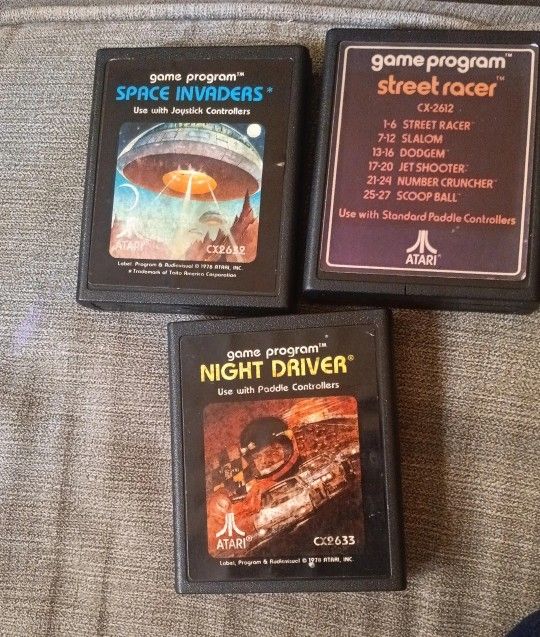 game program™
SPACE INVADERS*
Use with Joystick Controllers
ATARI®
CX2632
Label, Program & Audiovisual © 1978 ATARI, INC.
* Trademark of Taito America Corporation
game program™
street racer™
CX-2612
1-6 STREET RACER™
7-12 SLALOM
13-16 DODGEM™
17-20 JET SHOOTER™
21-24 NUMBER CRUNCHER™
25-27 SCOOP BALL™
Use with Standard Paddle Controllers
ATARI®
game program™
NIGHT DRIVER®
Use with Paddle Controllers
ATARI®
CX2633
Label, Program & Audiovisual © 1978 ATARI, INC.